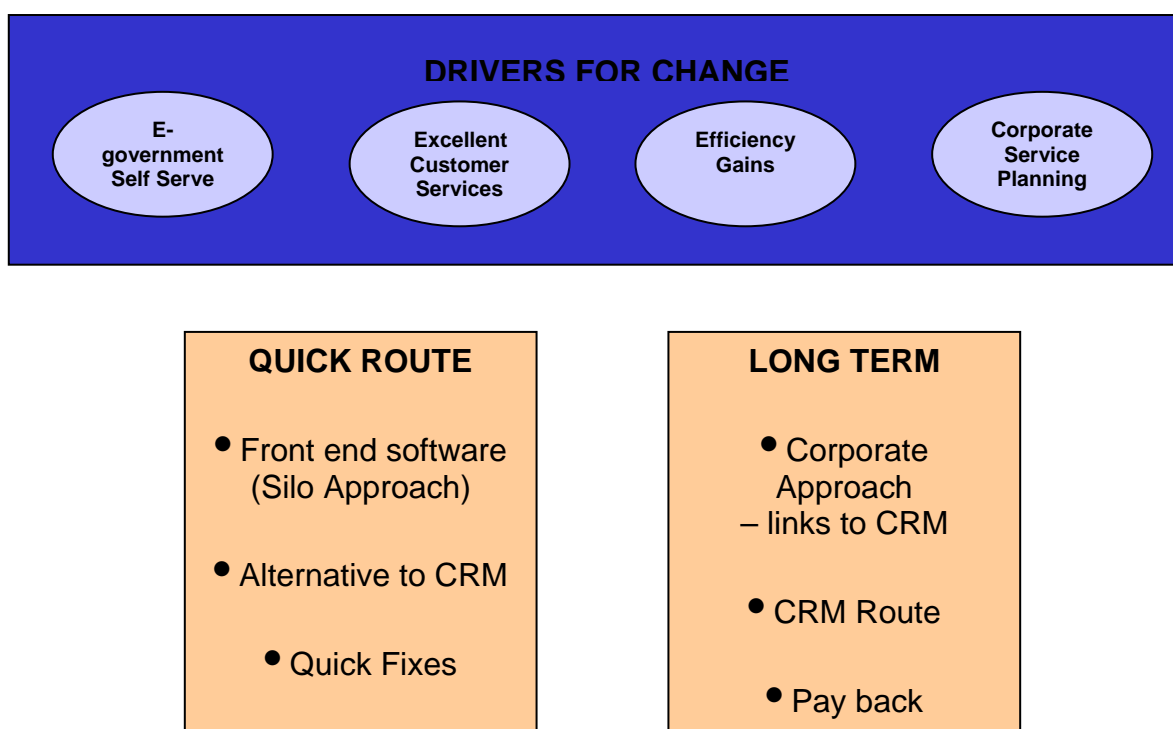 DRIVERS FOR CHANGE
E-
government
Self Serve
Excellent
Customer
Services
Efficiency
Gains
Corporate
Service
Planning
QUICK ROUTE
• Front end software
(Silo Approach)
• Alternative to CRM
• Quick Fixes
LONG TERM
• Corporate
Approach
– links to CRM
• CRM Route
• Pay back